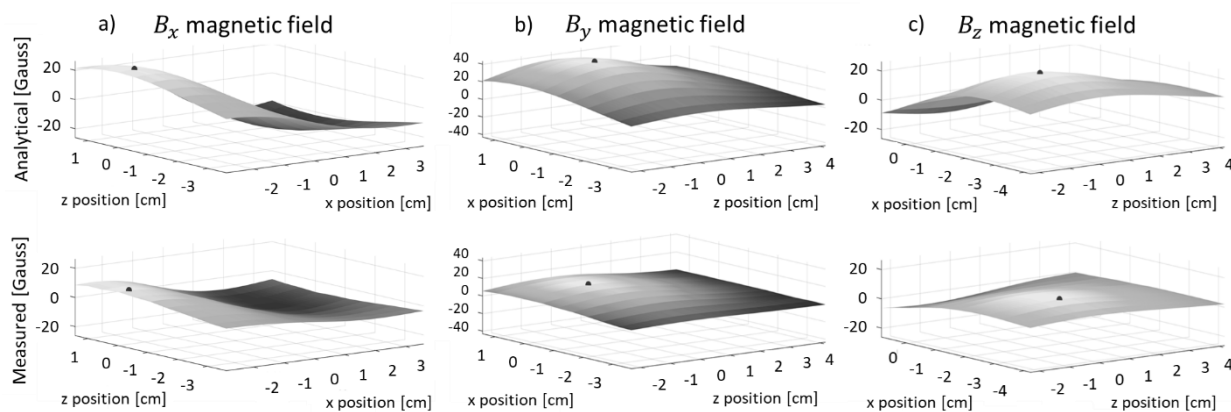 a) Bₓ magnetic field
b) B_y magnetic field
c) B_z magnetic field
Analytical [Gauss]
20
0
-20
1 0 -1 -2 -3
-2 -1 0 1 2 3
z position [cm]
x position [cm]
40
20
0
-20
-40
1 0 -1 -2 -3
-2 -1 0 1 2 3 4
x position [cm]
z position [cm]
20
0
-20
0 -1 -2 -3 -4
-2 -1 0 1 2 3 4
x position [cm]
z position [cm]
Measured [Gauss]
20
0
-20
1 0 -1 -2 -3
-2 -1 0 1 2 3
z position [cm]
x position [cm]
40
20
0
-20
-40
1 0 -1 -2 -3
-2 -1 0 1 2 3 4
x position [cm]
z position [cm]
20
0
-20
0 -1 -2 -3 -4
-2 -1 0 1 2 3 4
x position [cm]
z position [cm]